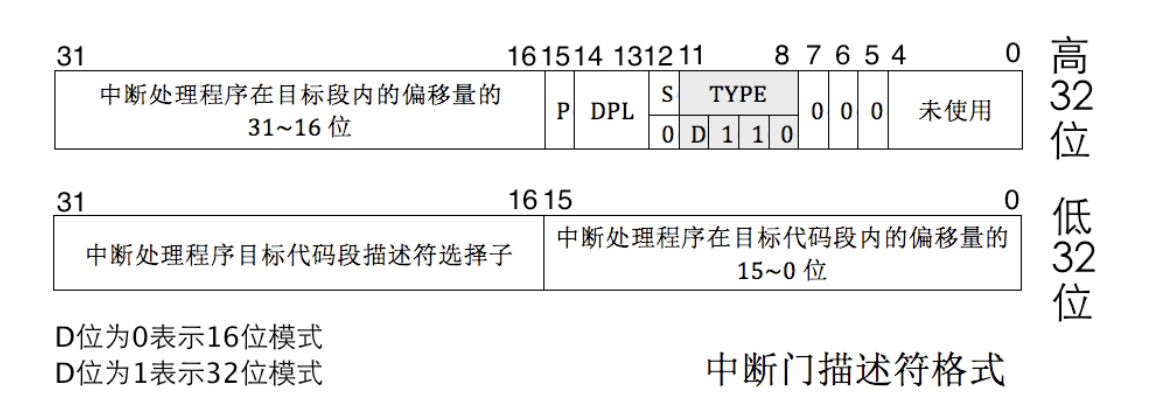 31 16 15 14 13 12 11 8 7 6 5 4 0
中断处理程序在目标段内的偏移量的
31~16 位
P DPL S TYPE 0 0 0 未使用
0 D 1 1 0
高
32
位
31 16 15 0
中断处理程序目标代码段描述符选择子
中断处理程序在目标代码段内的偏移量的
15~0 位
低
32
位
D位为0表示16位模式
D位为1表示32位模式
中断门描述符格式